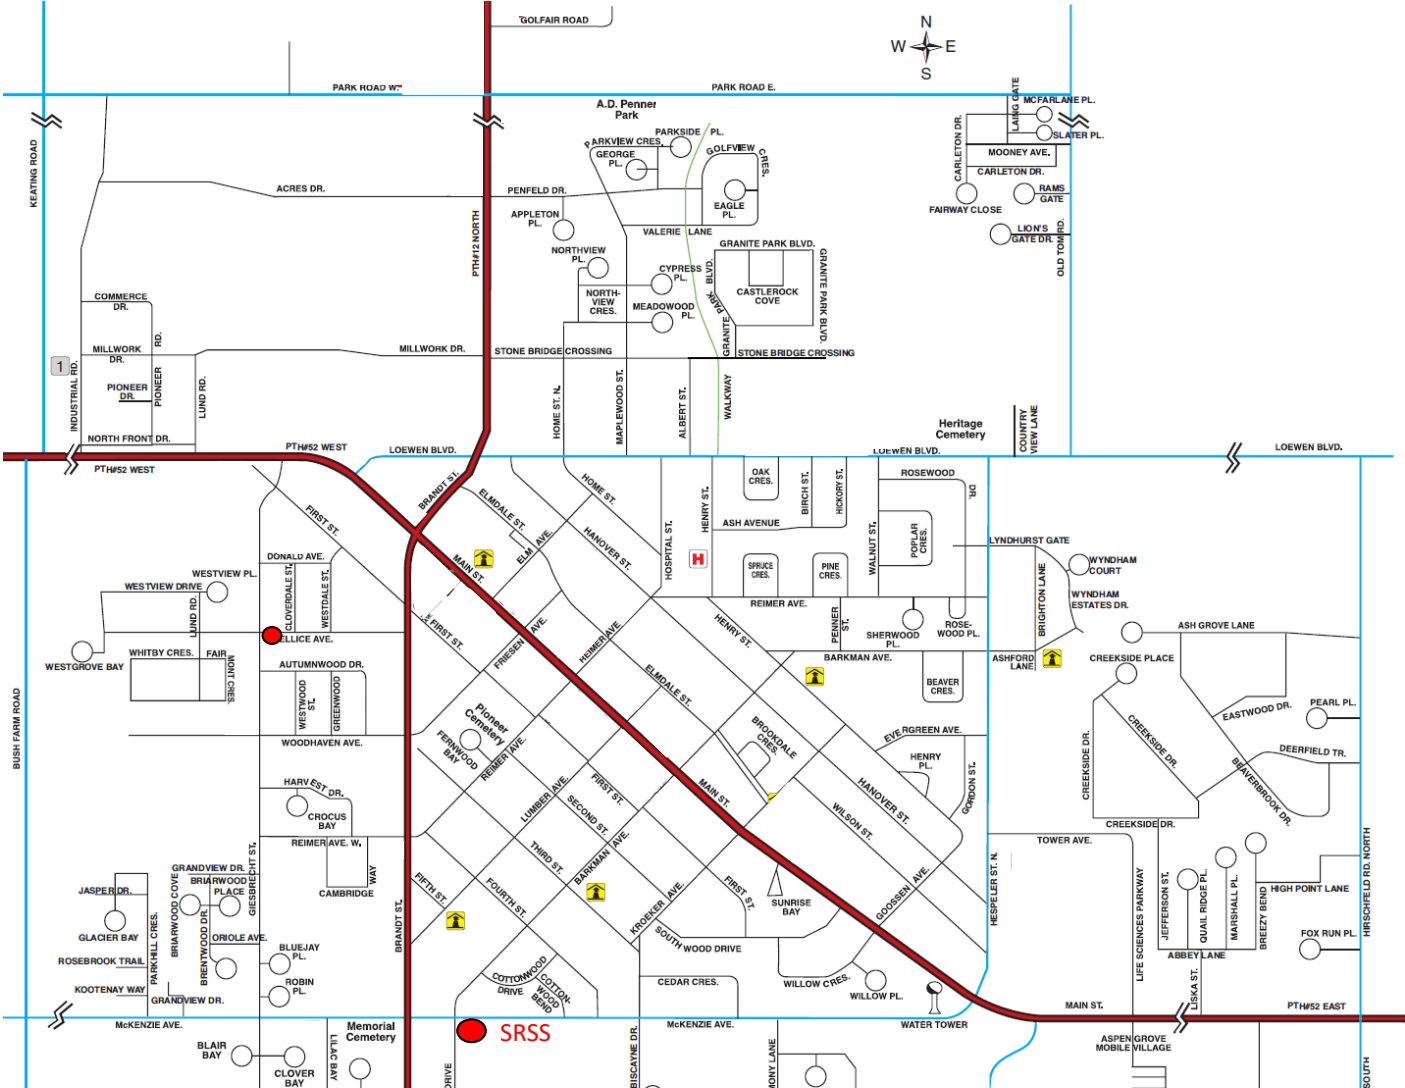 GOLFAIR ROAD
N
W E
S
PARK ROAD W.
PARK ROAD E.
A.D. Penner
Park
LAING GATE
MCFARLANE PL.
SLATER PL.
CARLETON DR.
MOONEY AVE.
CARLETON DR.
FAIRWAY CLOSE
RAMS
GATE
LION'S
GATE DR.
OLD TOM RD.
KEATING ROAD
ACRES DR.
PENFELD DR.
PTH#12 NORTH
PARKSIDE PL.
PARKVIEW CRES.
GEORGE
PL.
GOLFVIEW
CRES.
EAGLE
PL.
APPLETON
PL.
VALERIE LANE
NORTHVIEW
PL.
NORTH-
VIEW
CRES.
CYPRESS
PL.
MEADOWOOD
PL.
GRANITE PARK BLVD.
GRANITE PARK BLVD.
GRANITE PARK BLVD.
CASTLEROCK
COVE
COMMERCE
DR.
MILLWORK
DR.
MILLWORK DR.
STONE BRIDGE CROSSING
STONE BRIDGE CROSSING
1
INDUSTRIAL RD.
PIONEER
DR.
PIONEER RD.
LUND RD.
NORTH FRONT DR.
HOME ST. N.
MAPLEWOOD ST.
ALBERT ST.
WALKWAY
Heritage
Cemetery
COUNTRY
VIEW LANE
PTH#52 WEST
PTH#52 WEST
LOEWEN BLVD.
LOEWEN BLVD.
LOEWEN BLVD.
BRANDT ST.
FIRST ST.
ELMDALE ST.
ELM AVE.
HOME ST.
HANOVER ST.
HOSPITAL ST.
HENRY ST.
H
OAK
CRES.
BIRCH ST.
HICKORY ST.
ASH AVENUE
SPRUCE
CRES.
PINE
CRES.
WALNUT ST.
ROSEWOOD
DR.
POPLAR
CRES.
LYNDHURST GATE
WYNDHAM
COURT
WYNDHAM
ESTATES DR.
BRIGHTON LANE
DONALD AVE.
WESTVIEW PL.
WESTVIEW DRIVE
LUND RD.
CLOVERDALE ST.
WESTDALE ST.
ELLICE AVE.
MAIN ST.
FIRST ST.
FRIESEN AVE.
REIMER AVE.
REIMER AVE.
HENRY ST.
PENNER
ST.
SHERWOOD
PL.
ROSE-
WOOD PL.
BARKMAN AVE.
ASHFORD
LANE
ASH GROVE LANE
CREEKSIDE PLACE
WESTGROVE BAY
WHITBY CRES.
FAIR
MONT CRES.
AUTUMNWOOD DR.
WESTWOOD
ST.
GREENWOOD
WOODHAVEN AVE.
BUSH FARM ROAD
Pioneer
Cemetery
FERNWOOD
BAY
REIMER AVE.
ELMDALE ST.
BROOKDALE
CRES.
BEAVER
CRES.
EVERGREEN AVE.
HENRY
PL.
GORDON ST.
EASTWOOD DR.
PEARL PL.
DEERFIELD TR.
CREEKSIDE DR.
CREEKSIDE DR.
BEAVERBROOK DR.
CREEKSIDE DR.
HARVEST DR.
CROCUS
BAY
REIMER AVE. W.
CAMBRIDGE
WAY
LUMBER AVE.
FIRST ST.
SECOND ST.
THIRD ST.
BARKMAN AVE.
MAIN ST.
WILSON ST.
HANOVER ST.
TOWER AVE.
GRANDVIEW DR.
BRIARWOOD
PLACE
JASPER DR.
GLACIER BAY
BRIARWOOD COVE
BRENTWOOD DR.
GIESBRECHT ST.
PARKHILL CRES.
ORIOLE AVE.
BLUEJAY
PL.
ROBIN
PL.
ROSEBROOK TRAIL
KOOTENAY WAY
GRANDVIEW DR.
McKENZIE AVE.
BRANDT ST.
FIFTH ST.
FOURTH ST.
KROEKER AVE.
FIRST ST.
SUNRISE
BAY
GOOSSEN AVE.
SOUTHWOOD DRIVE
CEDAR CRES.
COTTONWOOD
DRIVE
COTTON-
WOOD
BEND
WILLOW CRES.
WILLOW PL.
WATER TOWER
HESPELER ST. N.
LIFE SCIENCES PARKWAY
JEFFERSON ST.
QUAIL RIDGE PL.
MARSHALL PL.
BREEZY BEND
HIGH POINT LANE
ABBEY LANE
LISKA ST.
FOX RUN PL.
HIRSCHFELD RD. NORTH
MAIN ST.
PTH#52 EAST
Memorial
Cemetery
SRSS
McKENZIE AVE.
BLAIR
BAY
CLOVER
BAY
LILAC BAY
DRIVE
BISCAYNE DR.
MONY LANE
ASPEN GROVE
MOBILE VILLAGE
SOUTH